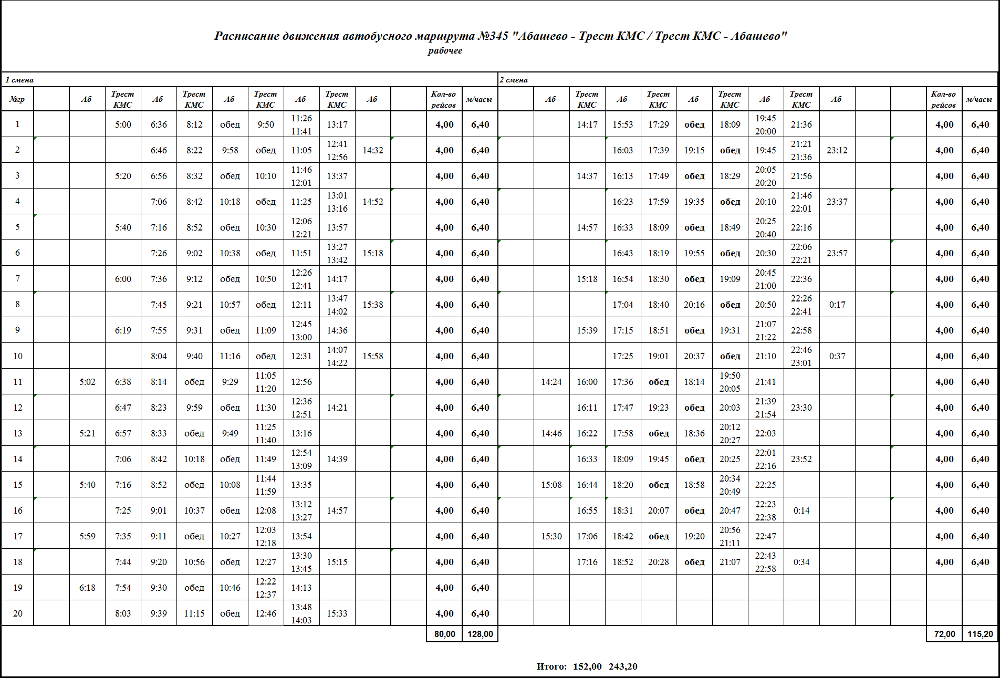 Расписание движения автобусного маршрута №345 "Абашево - Трест КМС / Трест КМС - Абашево"
рабочее
1 смена 2 смена
№гр Аб Трест КМС Аб Трест КМС Аб Трест КМС Аб Трест КМС Аб Кол-во рейсов м/часы Аб Трест КМС Аб Трест КМС Аб Трест КМС Аб Трест КМС Аб Кол-во рейсов м/часы
1 5:00 6:36 8:12 обед 9:50 11:26 11:41 13:17 4,00 6,40 14:17 15:53 17:29 обед 18:09 19:45 20:00 21:36 4,00 6,40
2 6:46 8:22 9:58 обед 11:05 12:41 12:56 14:32 4,00 6,40 16:03 17:39 19:15 обед 19:45 21:21 21:36 23:12 4,00 6,40
3 5:20 6:56 8:32 обед 10:10 11:46 12:01 13:37 4,00 6,40 14:37 16:13 17:49 обед 18:29 20:05 20:20 21:56 4,00 6,40
4 7:06 8:42 10:18 обед 11:25 13:01 13:16 14:52 4,00 6,40 16:23 17:59 19:35 обед 20:10 21:46 22:01 23:37 4,00 6,40
5 5:40 7:16 8:52 обед 10:30 12:06 12:21 13:57 4,00 6,40 14:57 16:33 18:09 обед 18:49 20:25 20:40 22:16 4,00 6,40
6 7:26 9:02 10:38 обед 11:51 13:27 13:42 15:18 4,00 6,40 16:43 18:19 19:55 обед 20:30 22:06 22:21 23:57 4,00 6,40
7 6:00 7:36 9:12 обед 10:50 12:26 12:41 14:17 4,00 6,40 15:18 16:54 18:30 обед 19:09 20:45 21:00 22:36 4,00 6,40
8 7:45 9:21 10:57 обед 12:11 13:47 14:02 15:38 4,00 6,40 17:04 18:40 20:16 обед 20:50 22:26 22:41 0:17 4,00 6,40
9 6:19 7:55 9:31 обед 11:09 12:45 13:00 14:36 4,00 6,40 15:39 17:15 18:51 обед 19:31 21:07 21:22 22:58 4,00 6,40
10 8:04 9:40 11:16 обед 12:31 14:07 14:22 15:58 4,00 6,40 17:25 19:01 20:37 обед 21:10 22:46 23:01 0:37 4,00 6,40
11 5:02 6:38 8:14 обед 9:29 11:05 11:20 12:56 4,00 6,40 14:24 16:00 17:36 обед 18:14 19:50 20:05 21:41 4,00 6,40
12 6:47 8:23 9:59 обед 11:30 12:36 12:51 14:21 4,00 6,40 16:11 17:47 19:23 обед 20:03 21:39 21:54 23:30 4,00 6,40
13 5:21 6:57 8:33 обед 9:49 11:25 11:40 13:16 4,00 6,40 14:46 16:22 17:58 обед 18:36 20:12 20:27 22:03 4,00 6,40
14 7:06 8:42 10:18 обед 11:49 12:54 13:09 14:39 4,00 6,40 16:33 18:09 19:45 обед 20:25 22:01 22:16 23:52 4,00 6,40
15 5:40 7:16 8:52 обед 10:08 11:44 11:59 13:35 4,00 6,40 15:08 16:44 18:20 обед 18:58 20:34 20:49 22:25 4,00 6,40
16 7:25 9:01 10:37 обед 12:08 13:12 13:27 14:57 4,00 6,40 16:55 18:31 20:07 обед 20:47 22:23 22:38 0:14 4,00 6,40
17 5:59 7:35 9:11 обед 10:27 12:03 12:18 13:54 4,00 6,40 15:30 17:06 18:42 обед 19:20 20:56 21:11 22:47 4,00 6,40
18 7:44 9:20 10:56 обед 12:27 13:30 13:45 15:15 4,00 6,40 17:16 18:52 20:28 обед 21:07 22:43 22:58 0:34 4,00 6,40
19 6:18 7:54 9:30 обед 10:46 12:22 12:37 14:13 4,00 6,40
20 8:03 9:39 11:15 обед 12:46 13:48 14:03 15:33 4,00 6,40
80,00 128,00 72,00 115,20
Итого: 152,00 243,20